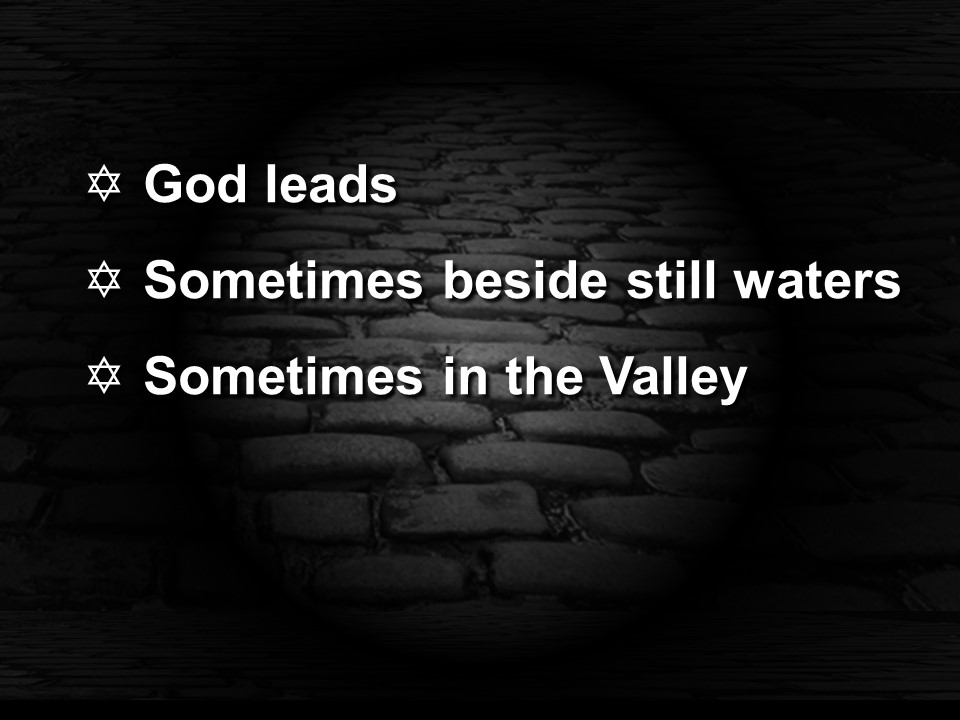 ✡ God leads
✡ Sometimes beside still waters
✡ Sometimes in the Valley